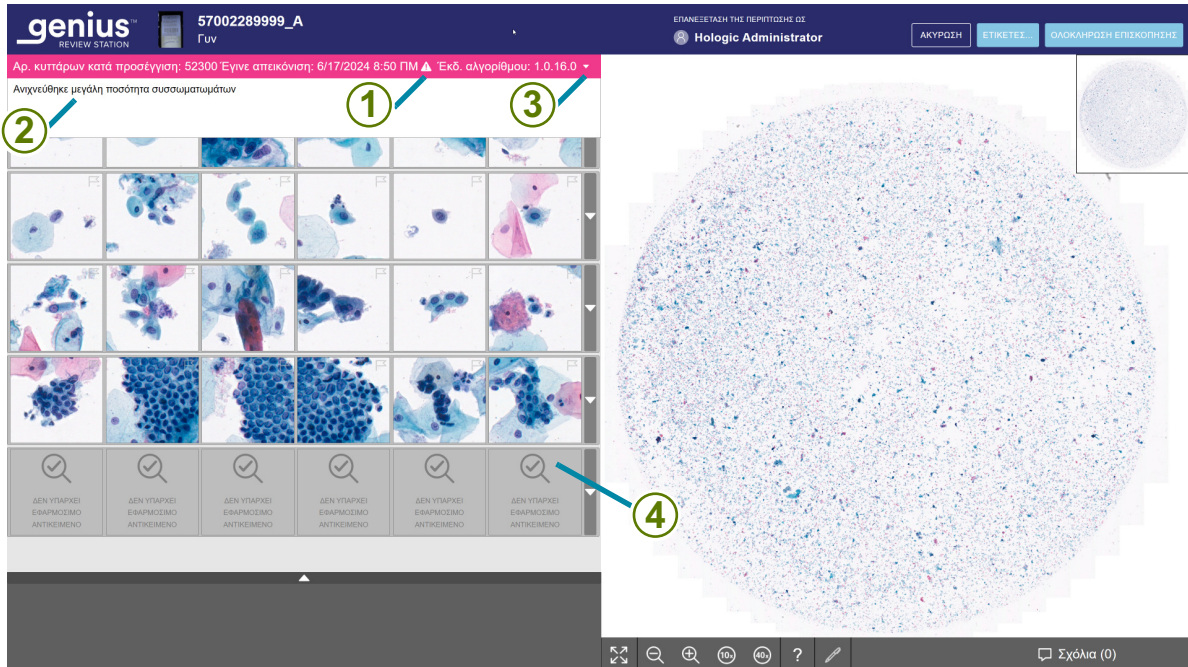 genius™
REVIEW STATION
57002289999_A
Γυν
ΕΠΑΝΕΞΕΤΑΣΗ ΤΗΣ ΠΕΡΙΠΤΩΣΗΣ ΩΣ
Hologic Administrator
ΑΚΥΡΩΣΗ
ΕΤΙΚΕΤΕΣ...
ΟΛΟΚΛΗΡΩΣΗ ΕΠΙΣΚΟΠΗΣΗΣ
Αρ. κυττάρων κατά προσέγγιση: 52300 Έγινε απεικόνιση: 6/17/2024 8:50 ΠΜ Έκδ. αλγορίθμου: 1.0.16.0
Ανιχνεύθηκε μεγάλη ποσότητα συσσωματωμάτων
1
2
3
ΔΕΝ ΥΠΑΡΧΕΙ ΔΕΝ ΥΠΑΡΧΕΙ ΔΕΝ ΥΠΑΡΧΕΙ ΔΕΝ ΥΠΑΡΧΕΙ ΔΕΝ ΥΠΑΡΧΕΙ ΔΕΝ ΥΠΑΡΧΕΙ
ΕΦΑΡΜΟΣΙΜΟ ΕΦΑΡΜΟΣΙΜΟ ΕΦΑΡΜΟΣΙΜΟ ΕΦΑΡΜΟΣΙΜΟ ΕΦΑΡΜΟΣΙΜΟ ΕΦΑΡΜΟΣΙΜΟ
ΑΝΤΙΚΕΙΜΕΝΟ ΑΝΤΙΚΕΙΜΕΝΟ ΑΝΤΙΚΕΙΜΕΝΟ ΑΝΤΙΚΕΙΜΕΝΟ ΑΝΤΙΚΕΙΜΕΝΟ ΑΝΤΙΚΕΙΜΕΝΟ
4
10x
40x
?
Σχόλια (0)